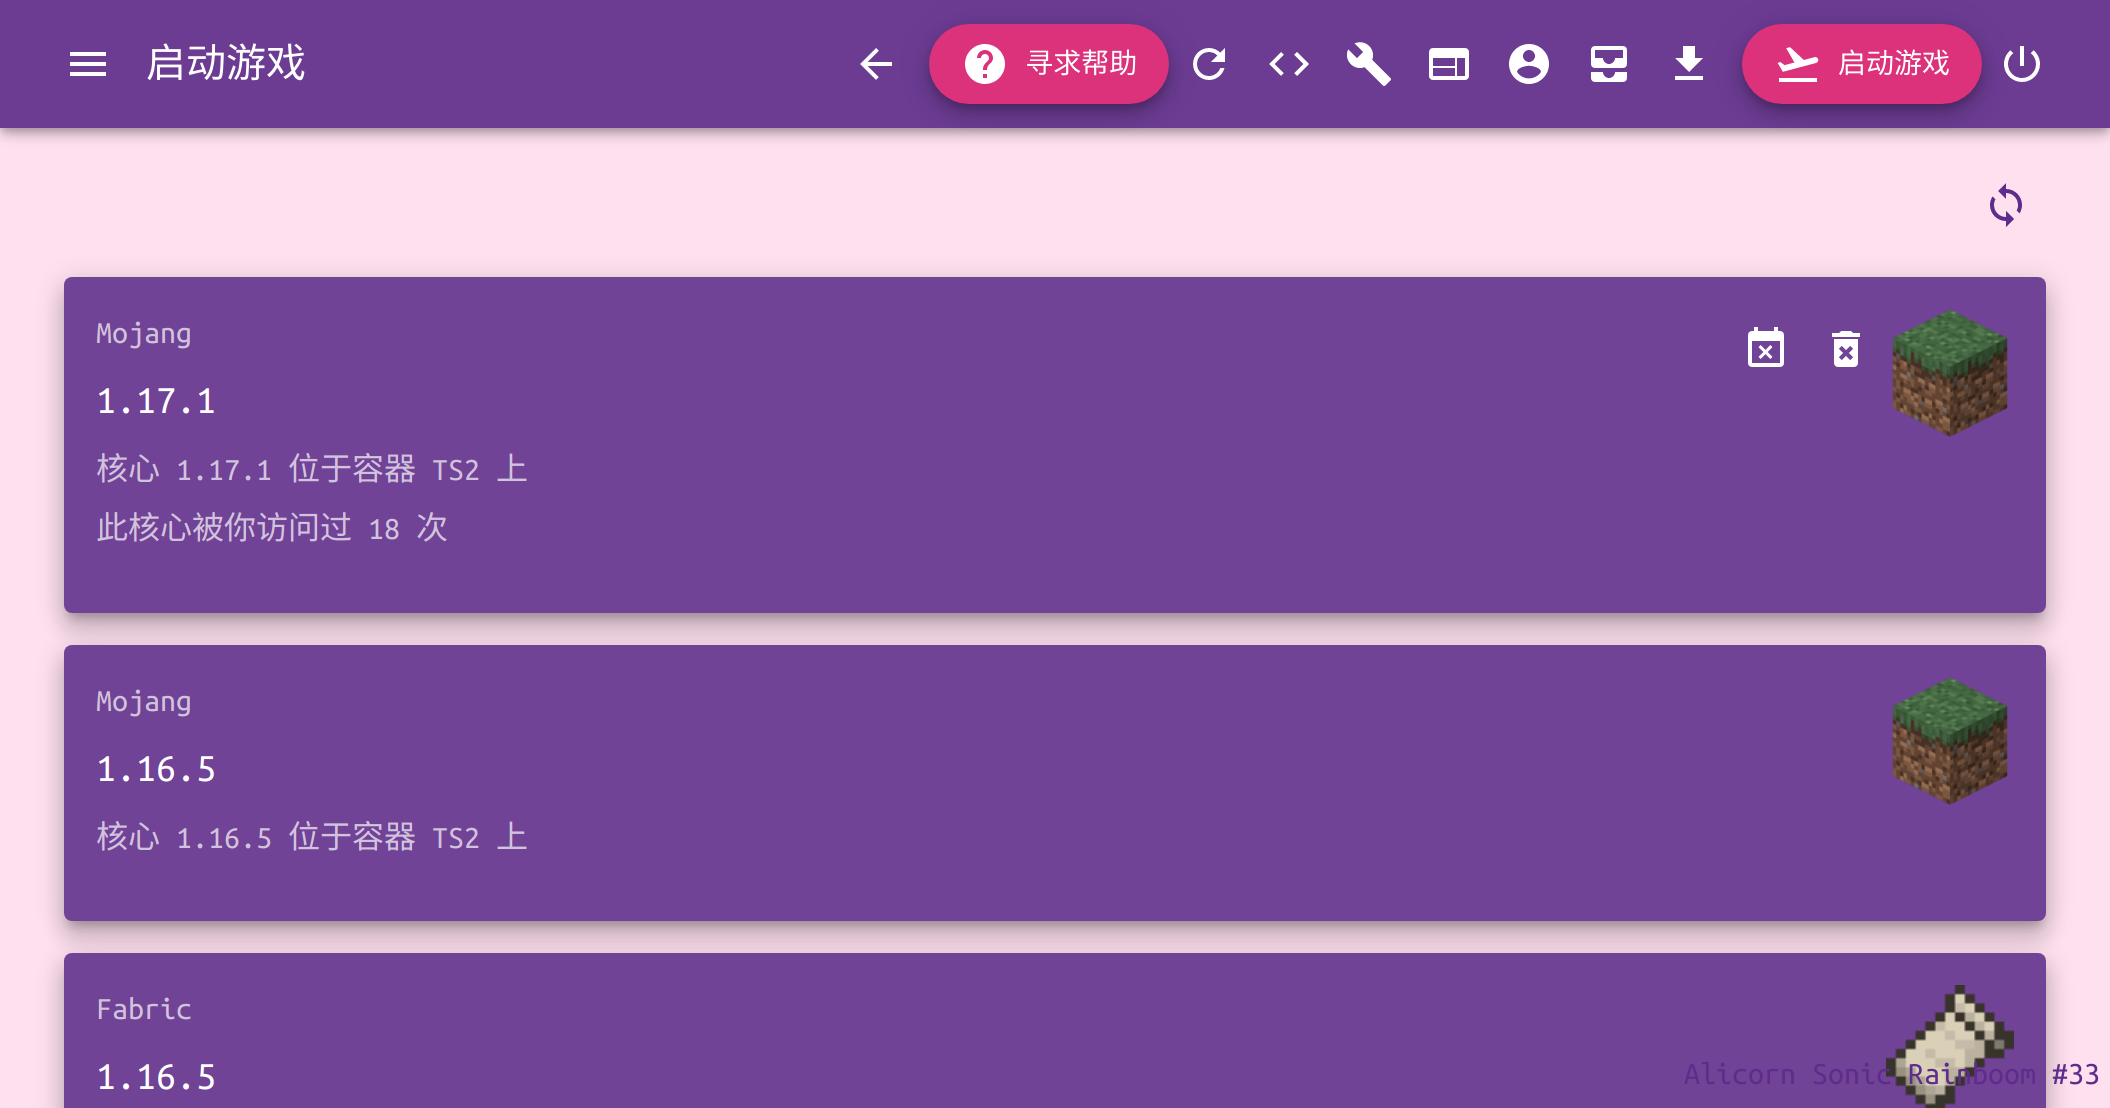 启动游戏
寻求帮助
启动游戏
Mojang
1.17.1
核心 1.17.1 位于容器 TS2 上
此核心被你访问过 18 次
Mojang
1.16.5
核心 1.16.5 位于容器 TS2 上
Fabric
1.16.5
Alicorn Sonic Rainboom #33